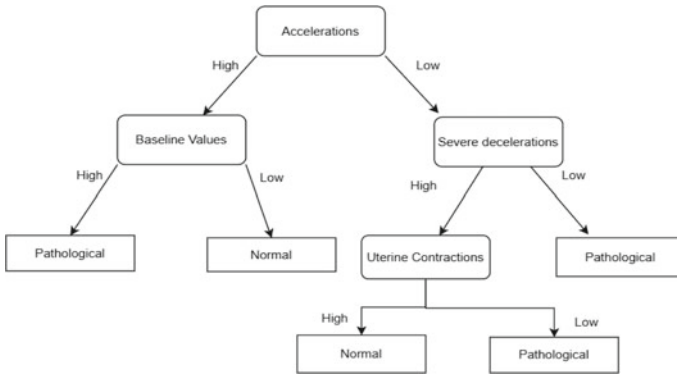 Accelerations
High
Low
Baseline Values
Severe decelerations
High
Low
High
Low
Pathological
Normal
Uterine Contractions
Pathological
High
Low
Normal
Pathological